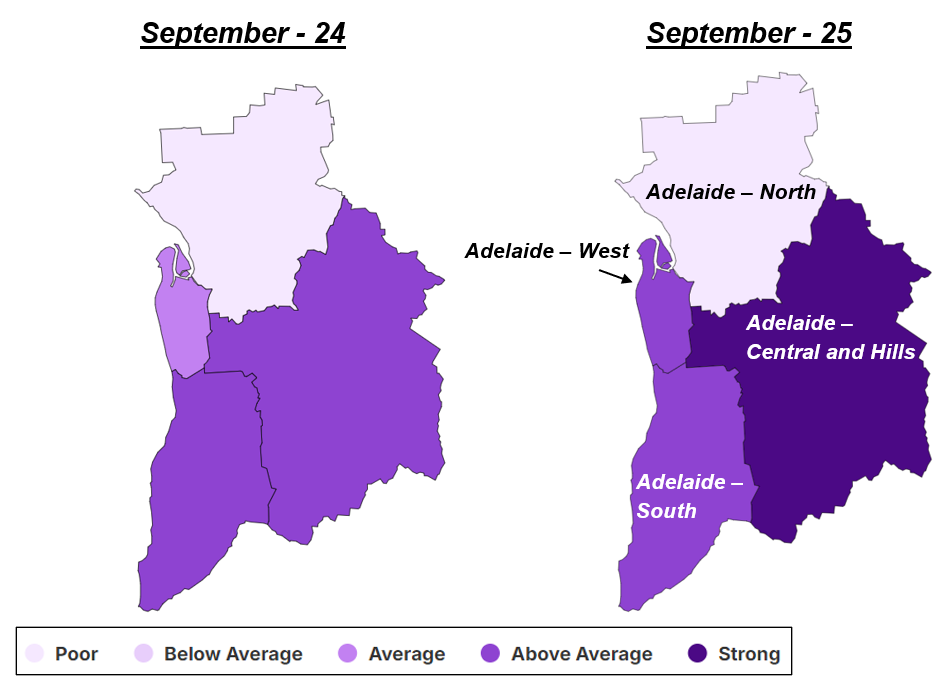 September - 24
September - 25
Adelaide – North
Adelaide – West
Adelaide –
Central and Hills
Adelaide –
South
Poor
Below Average
Average
Above Average
Strong